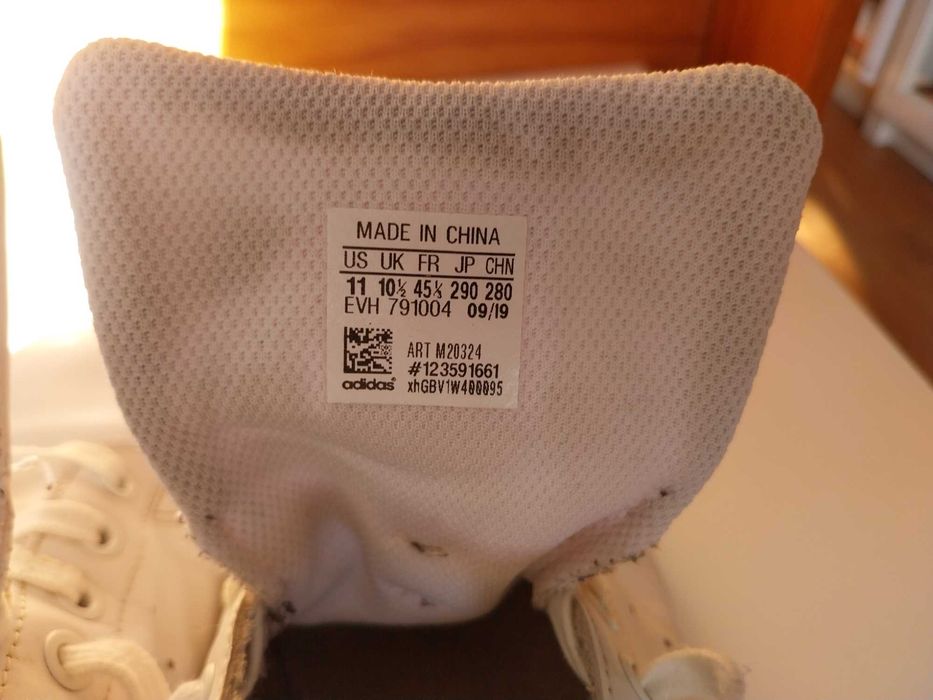 MADE IN CHINA
US UK FR JP CHN
11 10½ 45⅓ 290 280
EVH 791004 09/19
ART M20324
#123591661
adidas xhGBV1W400095